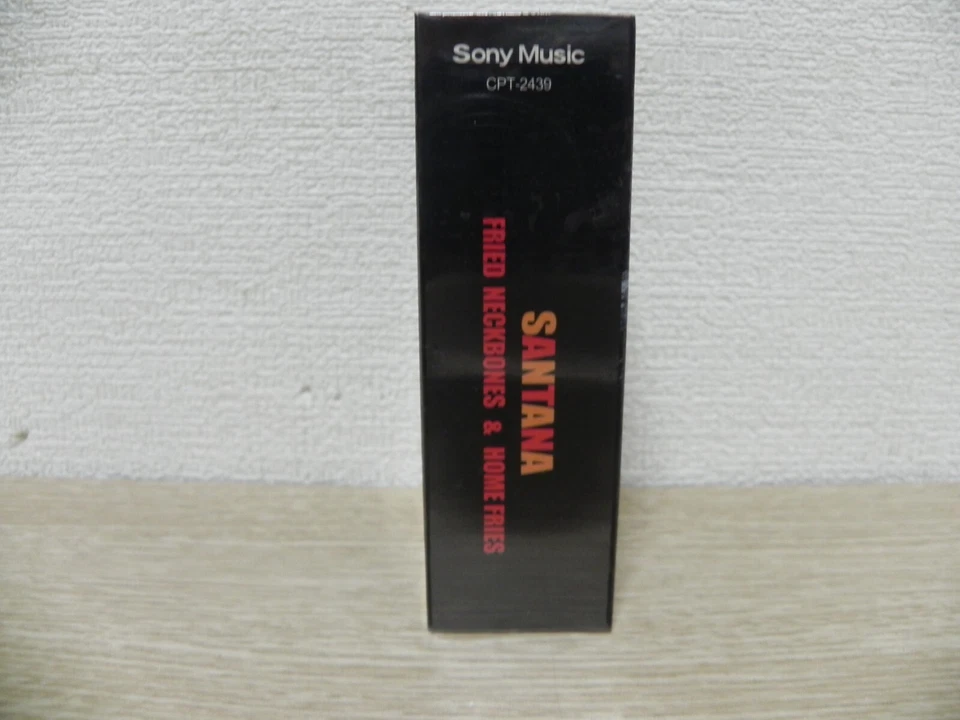 Sony Music
CPT-2439
SANTANA
FRIED NECKBONES & HOME FRIES